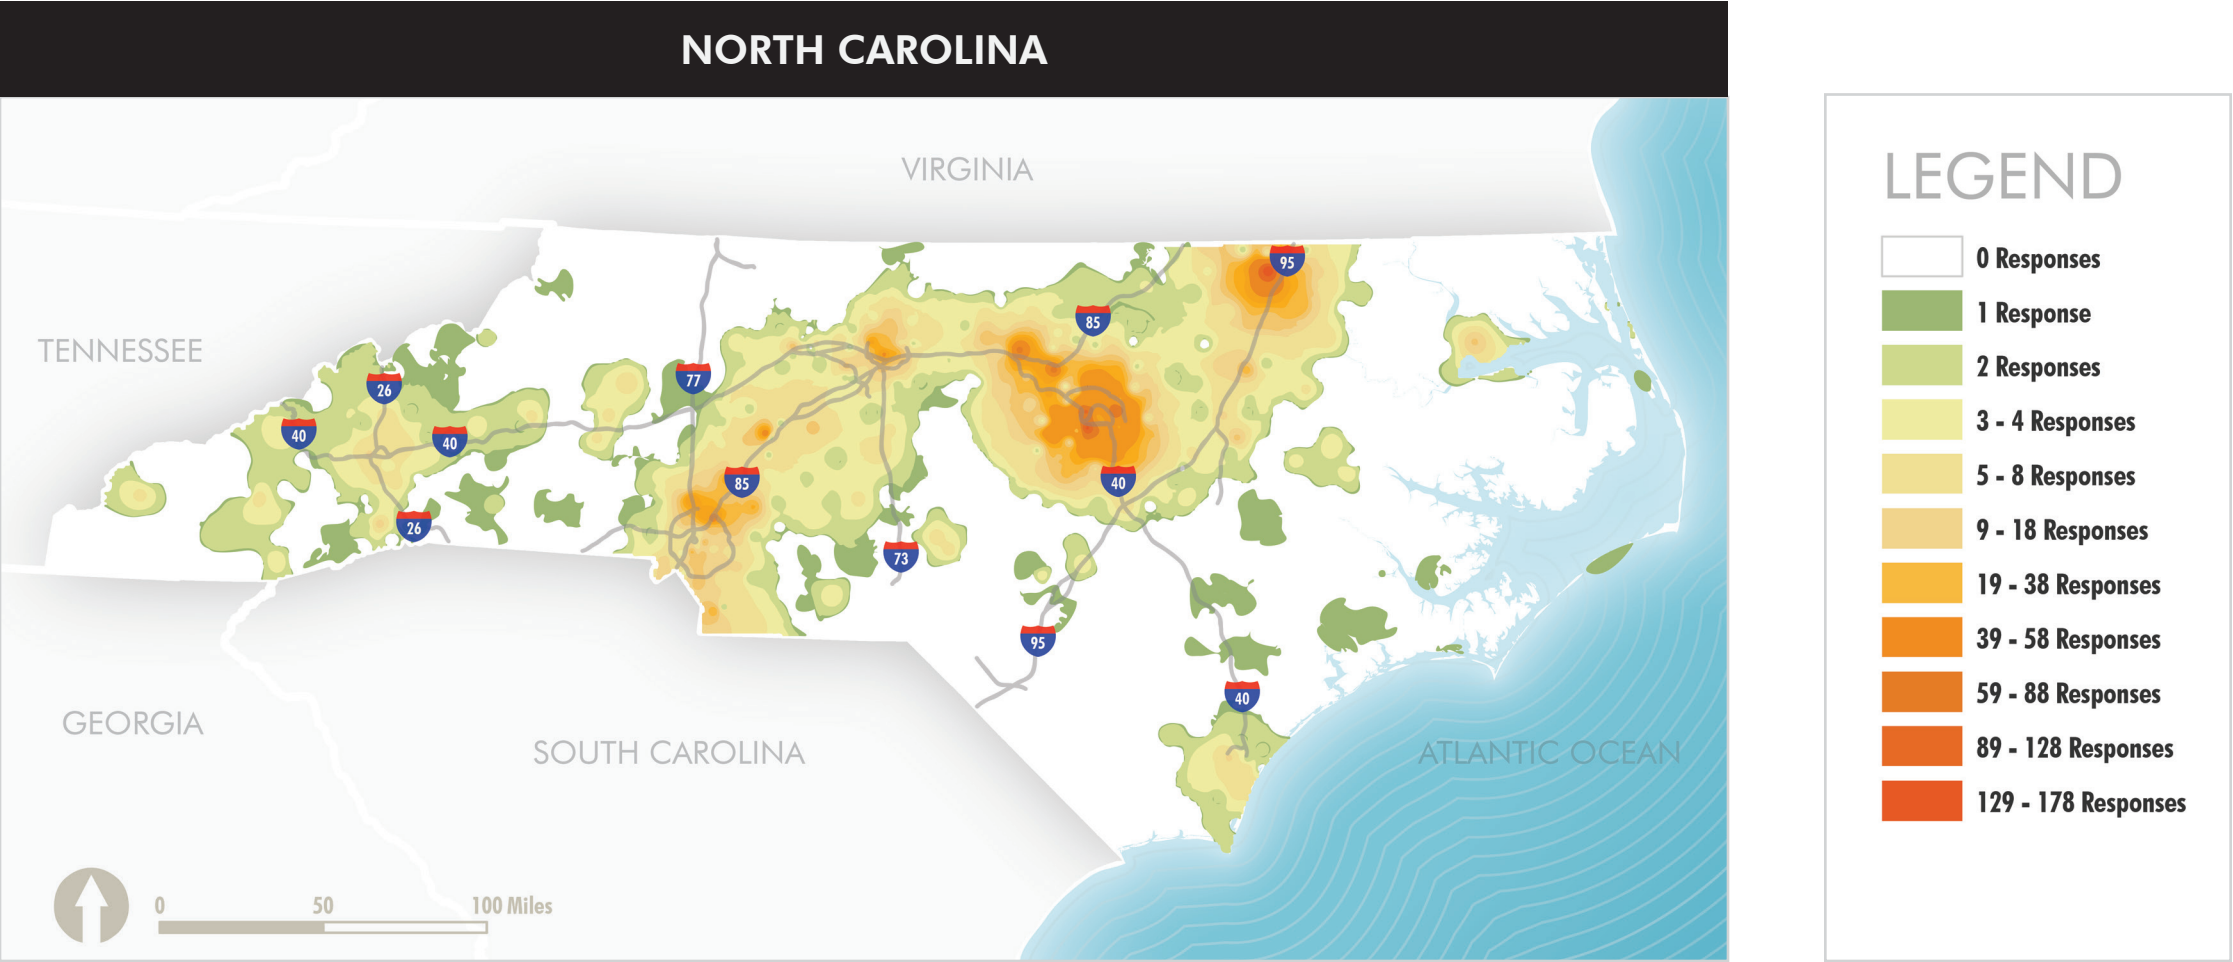 NORTH CAROLINA
VIRGINIA
LEGEND
95
0 Responses
1 Response
85
TENNESSEE
2 Responses
77
26
3 - 4 Responses
40
40
5 - 8 Responses
85
40
26
9 - 18 Responses
73
19 - 38 Responses
95
39 - 58 Responses
40
59 - 88 Responses
GEORGIA
SOUTH CAROLINA
ATLANTIC OCEAN
89 - 128 Responses
129 - 178 Responses
0 50 100 Miles